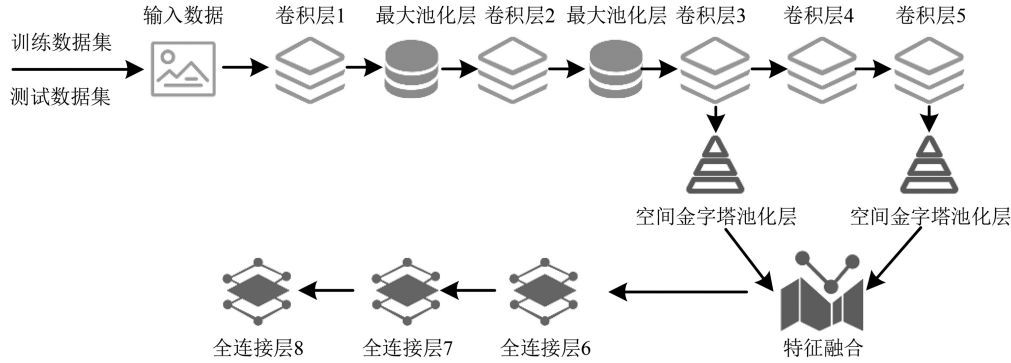 输入数据
卷积层1
最大池化层
卷积层2
最大池化层
卷积层3
卷积层4
卷积层5
训练数据集
测试数据集
空间金字塔池化层
空间金字塔池化层
全连接层8
全连接层7
全连接层6
特征融合